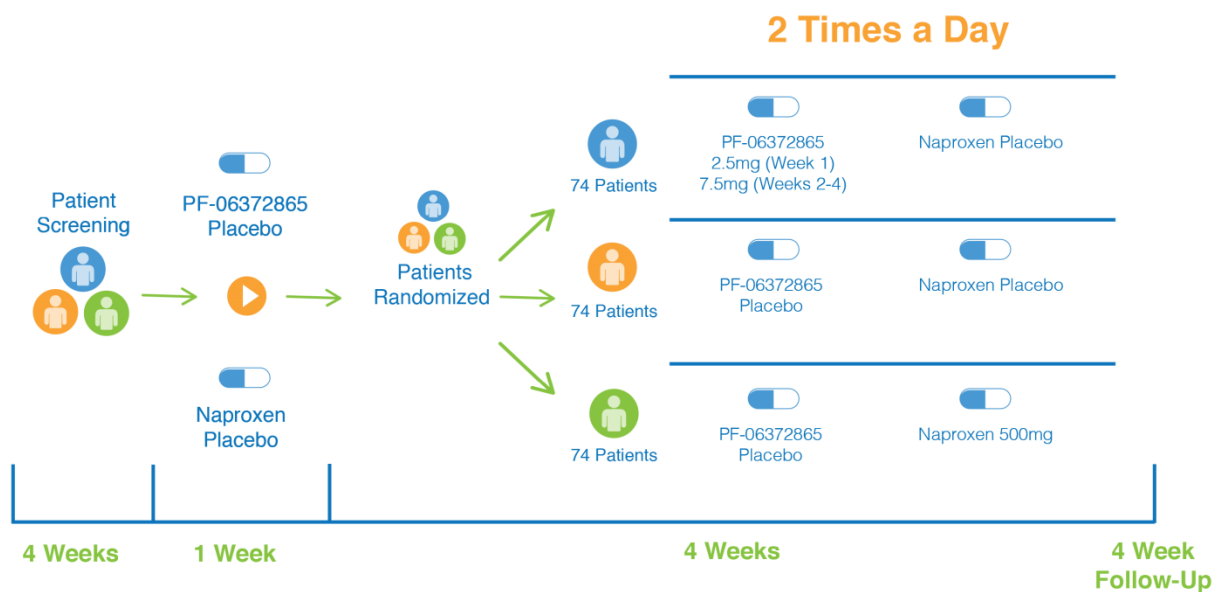 2 Times a Day
Patient
Screening
PF-06372865
Placebo
Naproxen
Placebo
Patients
Randomized
74 Patients
PF-06372865
2.5mg (Week 1)
7.5mg (Weeks 2-4)
Naproxen Placebo
74 Patients
PF-06372865
Placebo
Naproxen Placebo
74 Patients
PF-06372865
Placebo
Naproxen 500mg
4 Weeks
1 Week
4 Weeks
4 Week
Follow-Up